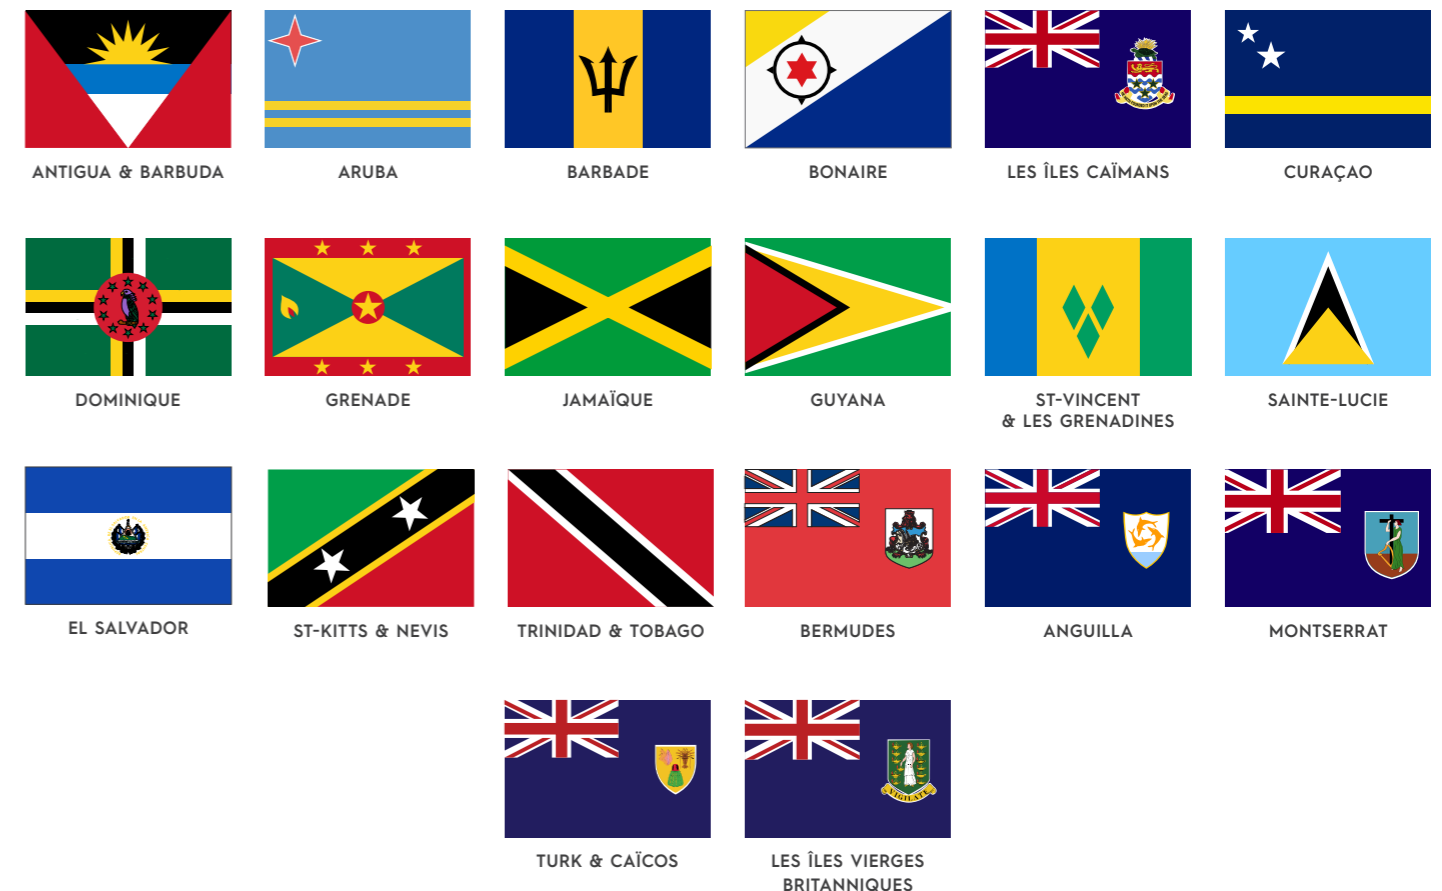 ANTIGUA & BARBUDA
ARUBA
BARBADE
BONAIRE
LES ÎLES CAÏMANS
CURAÇAO
DOMINIQUE
GRENADE
JAMAÏQUE
GUYANA
ST-VINCENT
& LES GRENADINES
SAINTE-LUCIE
EL SALVADOR
ST-KITTS & NEVIS
TRINIDAD & TOBAGO
BERMUDES
ANGUILLA
MONTSERRAT
TURK & CAÏCOS
VIGILATE
LES ÎLES VIERGES
BRITANNIQUES